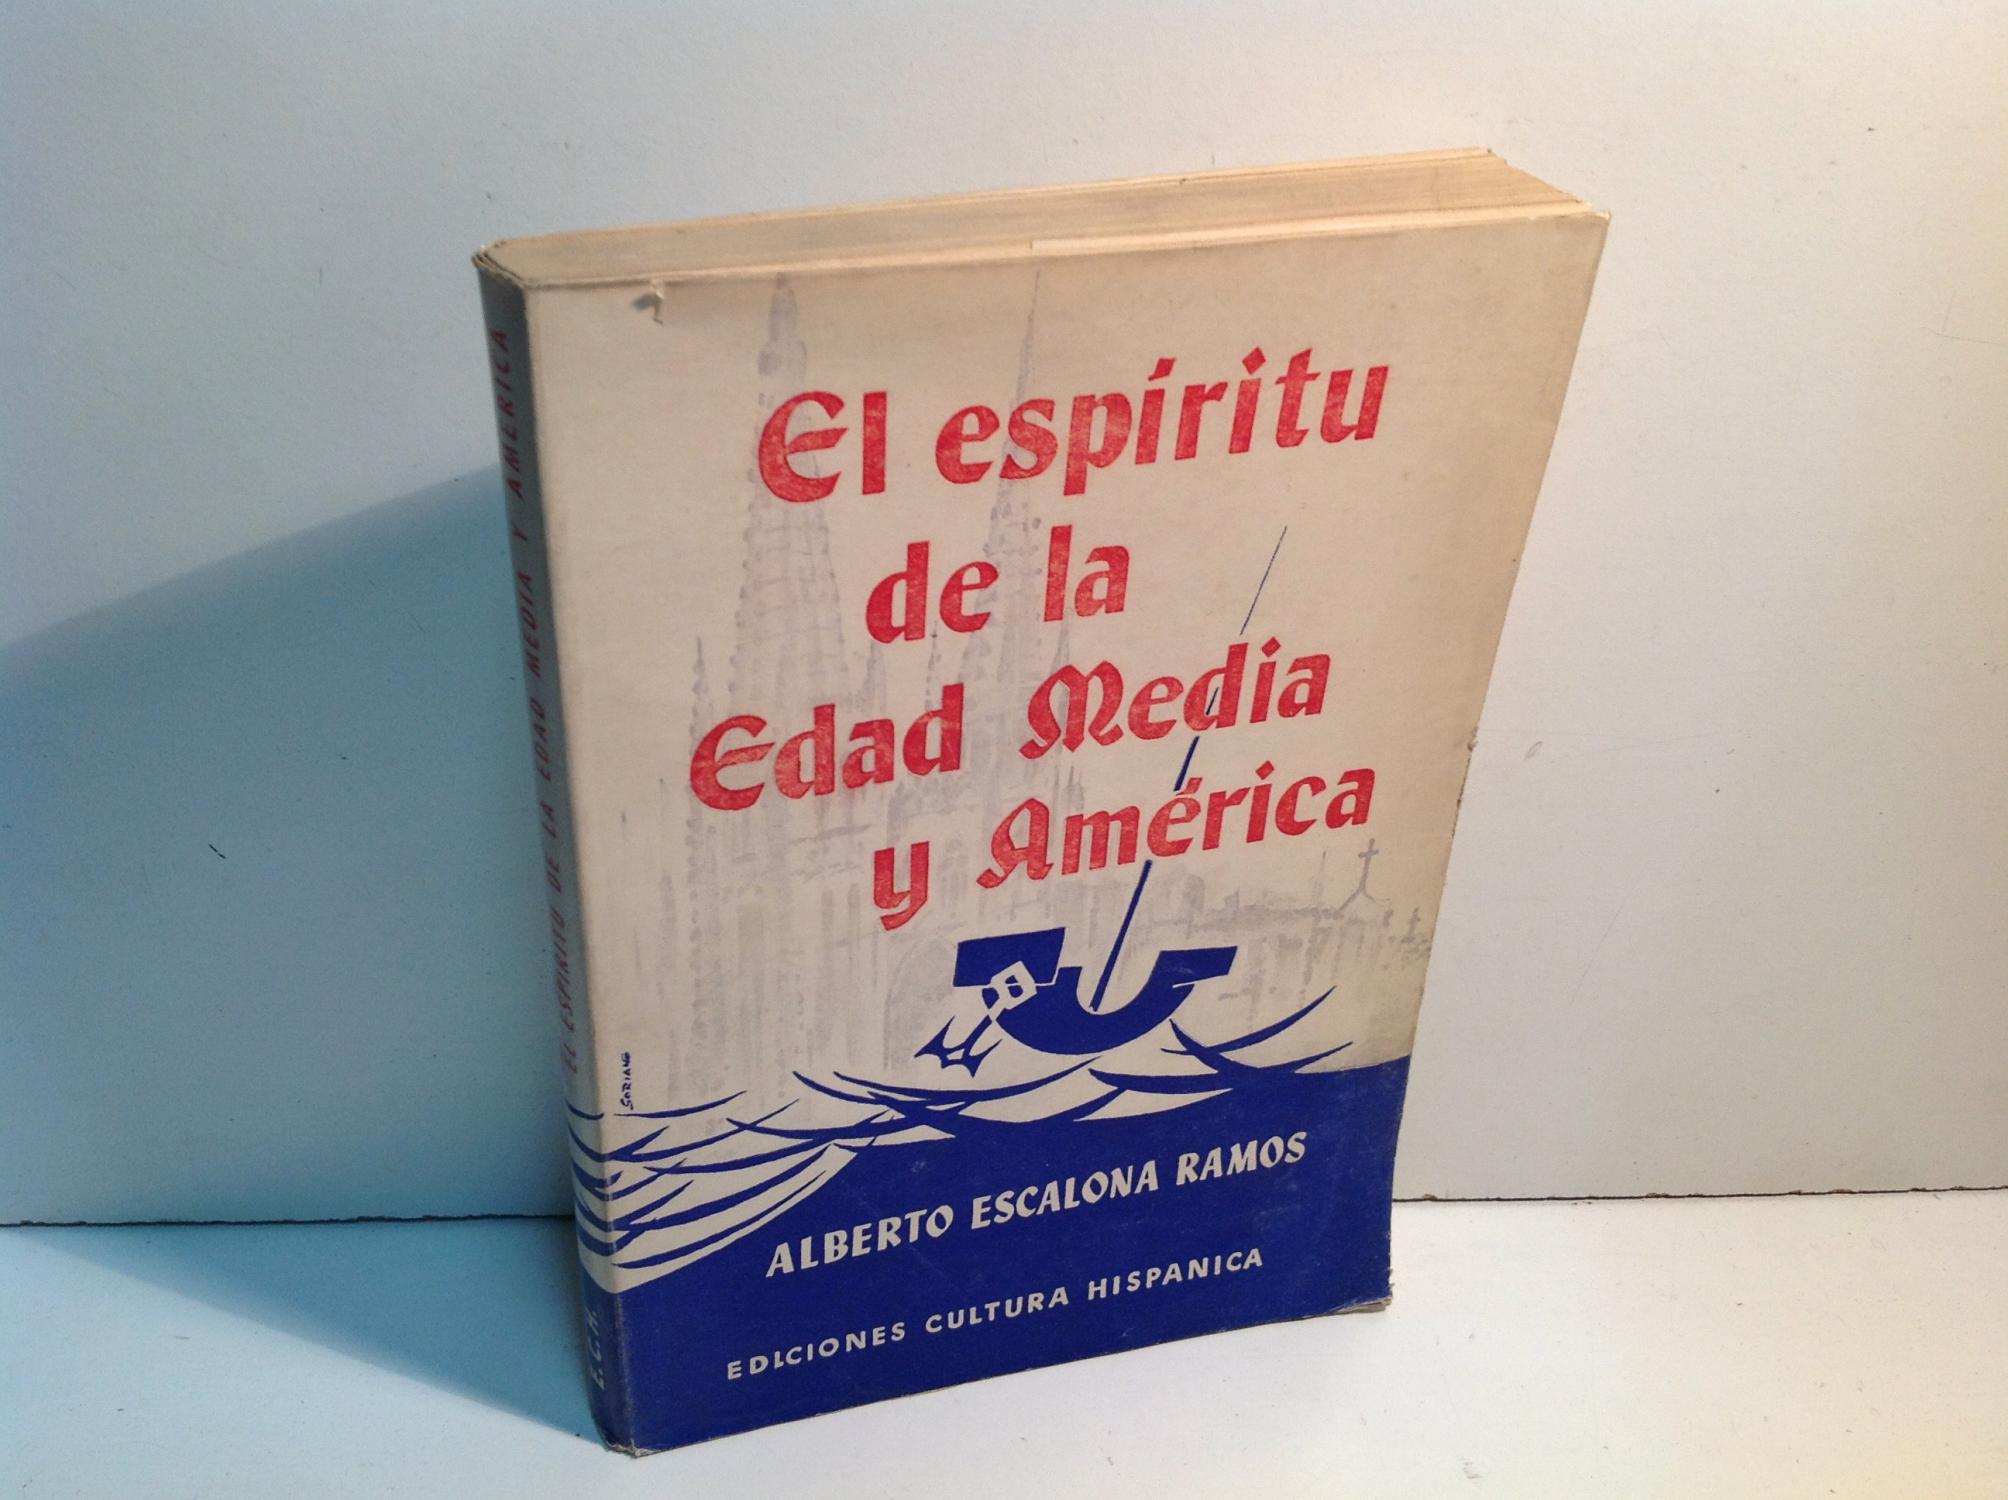 El espíritu
de la
Edad Media
y América
ALBERTO ESCALONA RAMOS
EDICIONES CULTURA HISPANICA
SORIANO
EL ESPIRITU DE LA EDAD MEDIA Y AMERICA
E.C.H.